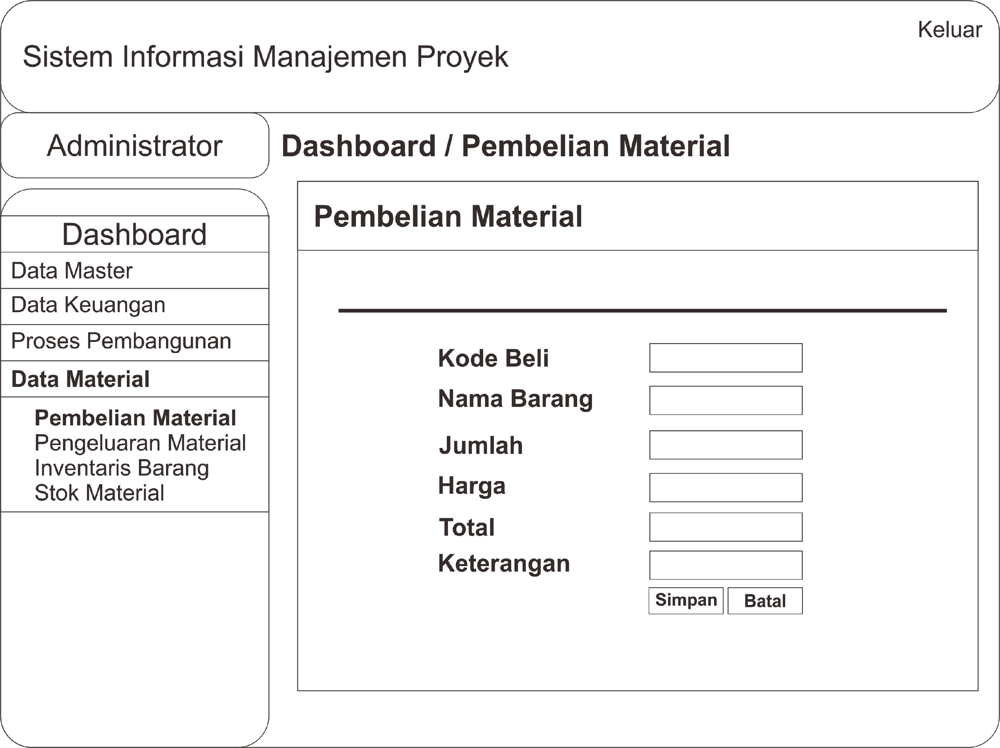 Keluar
Sistem Informasi Manajemen Proyek
Administrator
Dashboard / Pembelian Material
Dashboard
Data Master
Data Keuangan
Proses Pembangunan
Data Material
Pembelian Material
Pengeluaran Material
Inventaris Barang
Stok Material
Pembelian Material
Kode Beli
Nama Barang
Jumlah
Harga
Total
Keterangan
Simpan Batal